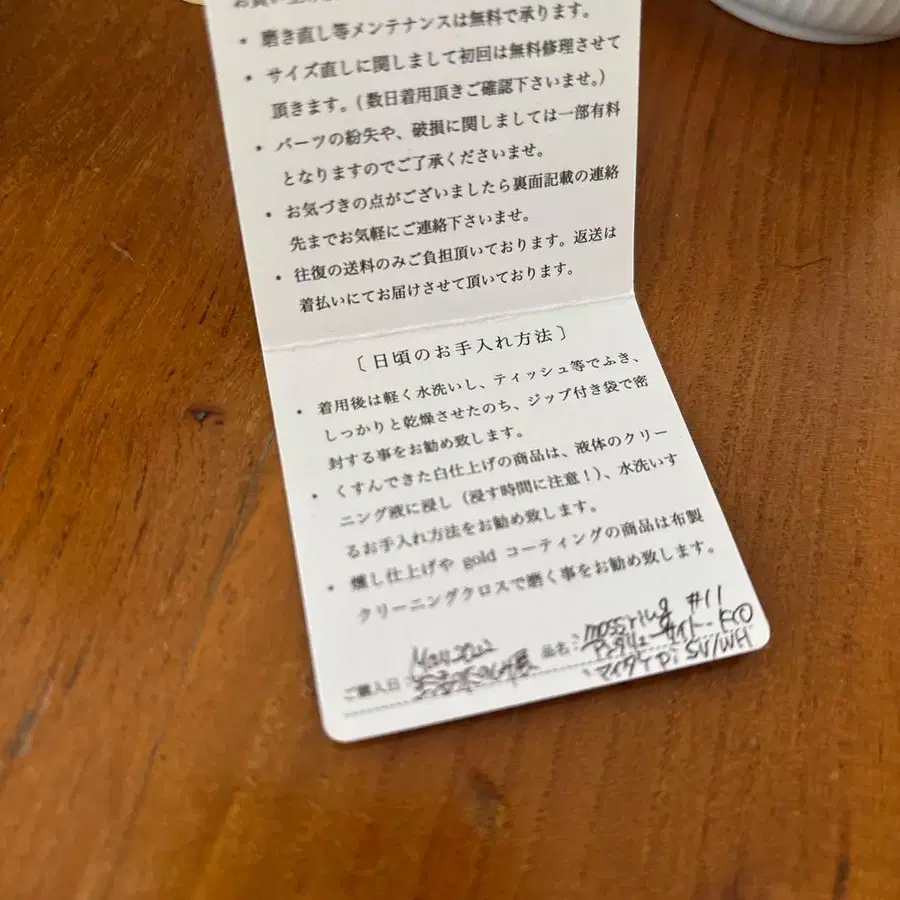 • 磨き直し等メンテナンスは無料で承ります。
• サイズ直しに関しまして初回は無料修理させて
頂きます。(数日着用頂きご確認下さいませ。)
• パーツの紛失や、破損に関しましては一部有料
となりますのでご了承くださいませ。
• お気づきの点がございましたら裏面記載の連絡
先までお気軽にご連絡下さいませ。
• 往復の送料のみご負担頂いております。返送は
着払いにてお届けさせて頂いております。
〔日頃のお手入れ方法〕
• 着用後は軽く水洗いし、ティッシュ等でふき、
しっかりと乾燥させたのち、ジップ付き袋で密
封する事をお勧め致します。
• くすんできた白仕上げの商品は、液体のクリー
ニング液に浸し(浸す時間に注意!)、水洗いす
るお手入れ方法をお勧め致します。
• 燻し仕上げや gold コーティングの商品は布製
クリーニングクロスで磨く事をお勧め致します。
ご購入日: 2022 品名: moss ring #11
サイト K10
SV/WH